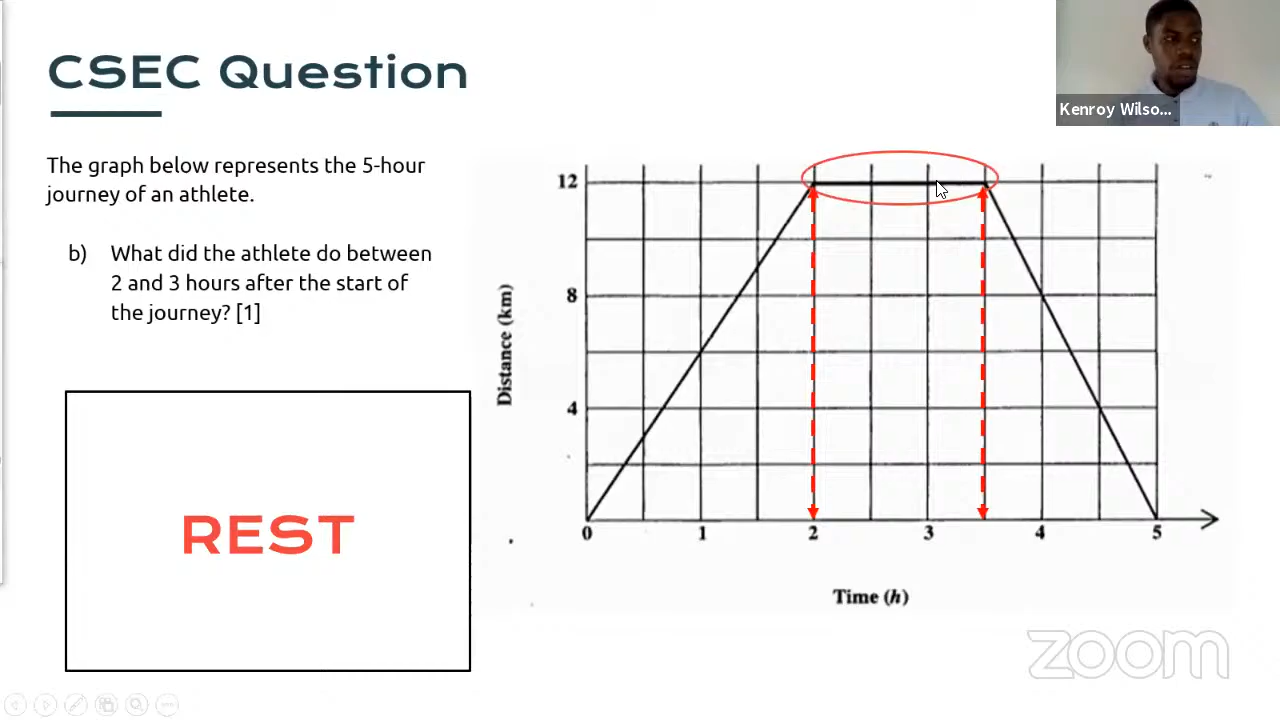 CSEC Question
Kenroy Wilso...
The graph below represents the 5-hour
journey of an athlete.
b) What did the athlete do between
2 and 3 hours after the start of
the journey? [1]
REST
12
8
4
Distance (km)
0 1 2 3 4 5
Time (h)
zoom